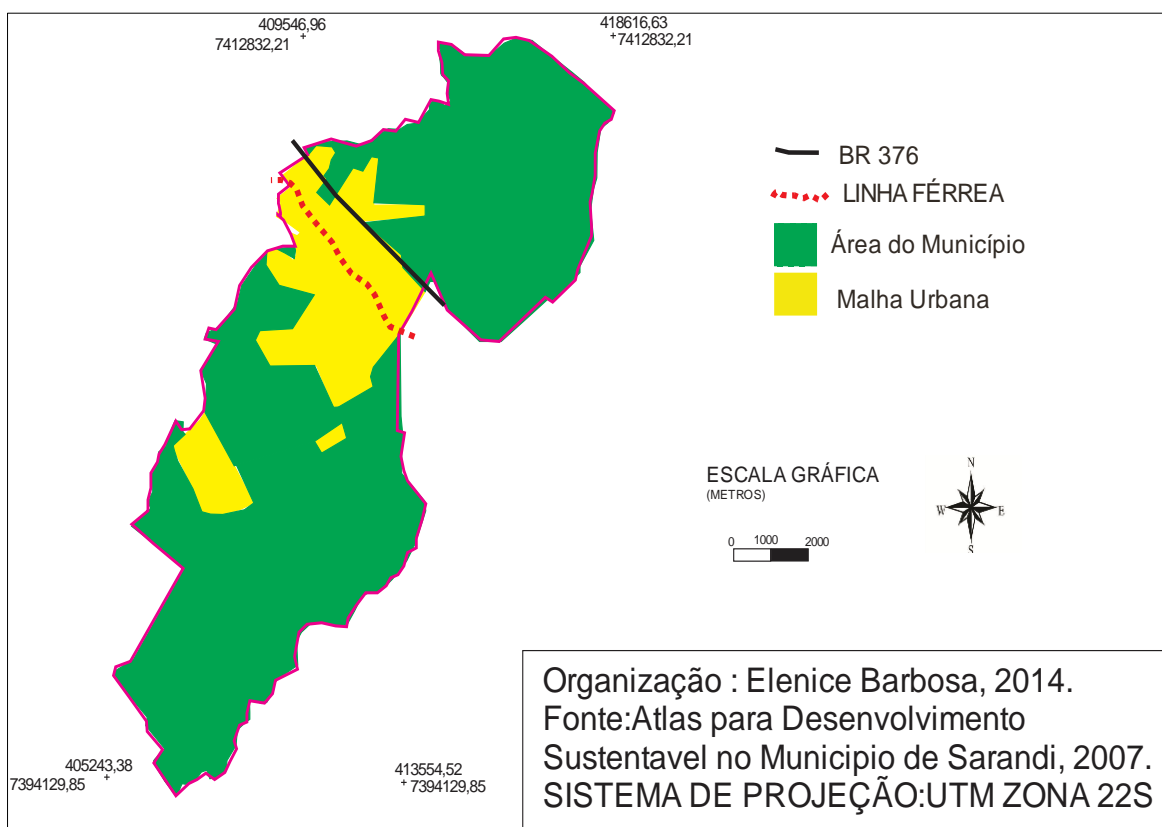 409546,96
7412832,21
418616,63
7412832,21
BR 376
LINHA FÉRREA
Área do Município
Malha Urbana
ESCALA GRÁFICA
(METROS)
0 1000 2000
N
W E
S
405243,38
7394129,85
413554,52
7394129,85
Organização : Elenice Barbosa, 2014.
Fonte:Atlas para Desenvolvimento
Sustentavel no Municipio de Sarandi, 2007.
SISTEMA DE PROJEÇÃO:UTM ZONA 22S